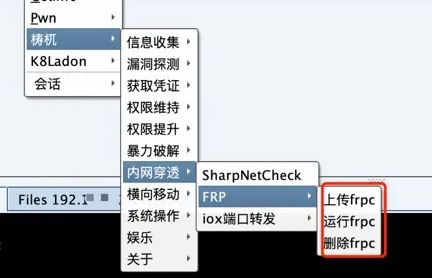 Pwn
梼杌
K8Ladon
会话
信息收集
漏洞探测
获取凭证
权限维持
权限提升
暴力破解
内网穿透
横向移动
系统操作
娱乐
关于
SharpNetCheck
FRP
iox端口转发
上传frpc
运行frpc
删除frpc
Files 192.1